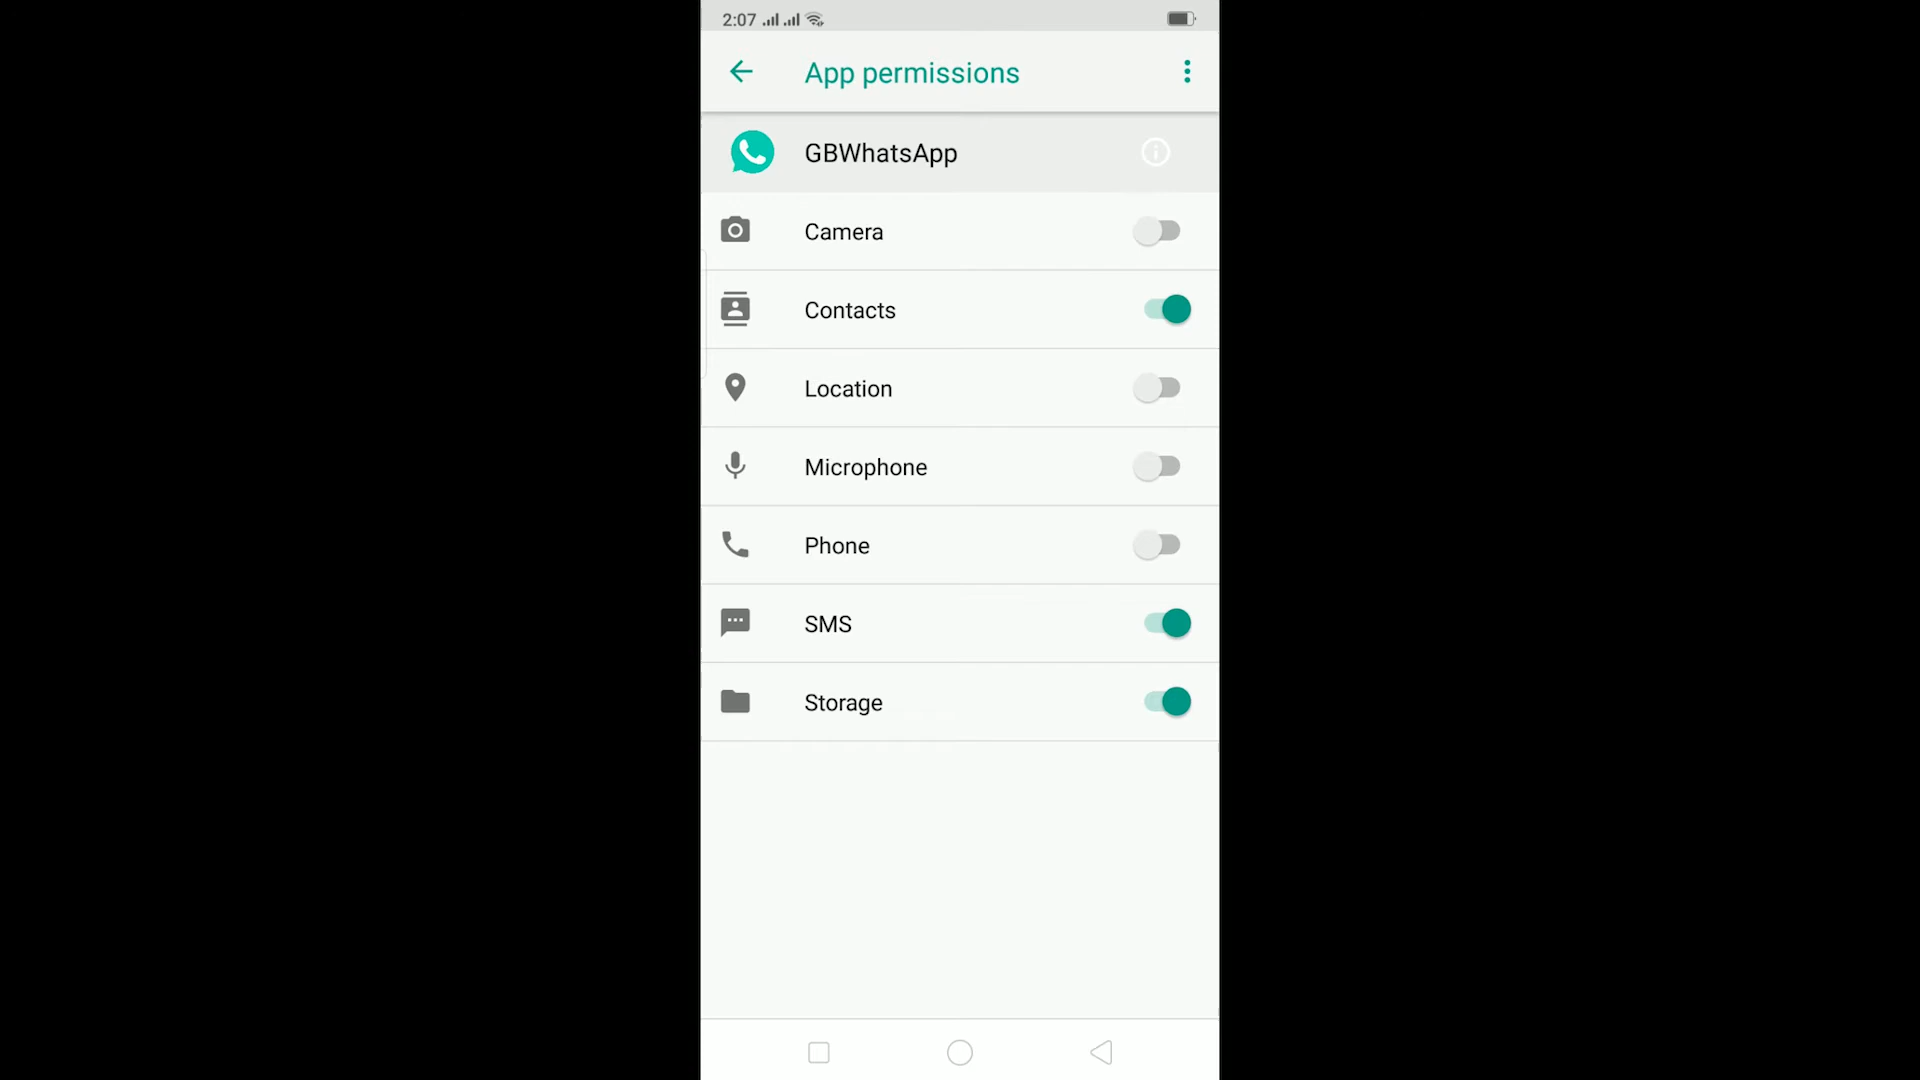 2:07
App permissions
GBWhatsApp
Camera
Contacts
Location
Microphone
Phone
SMS
Storage